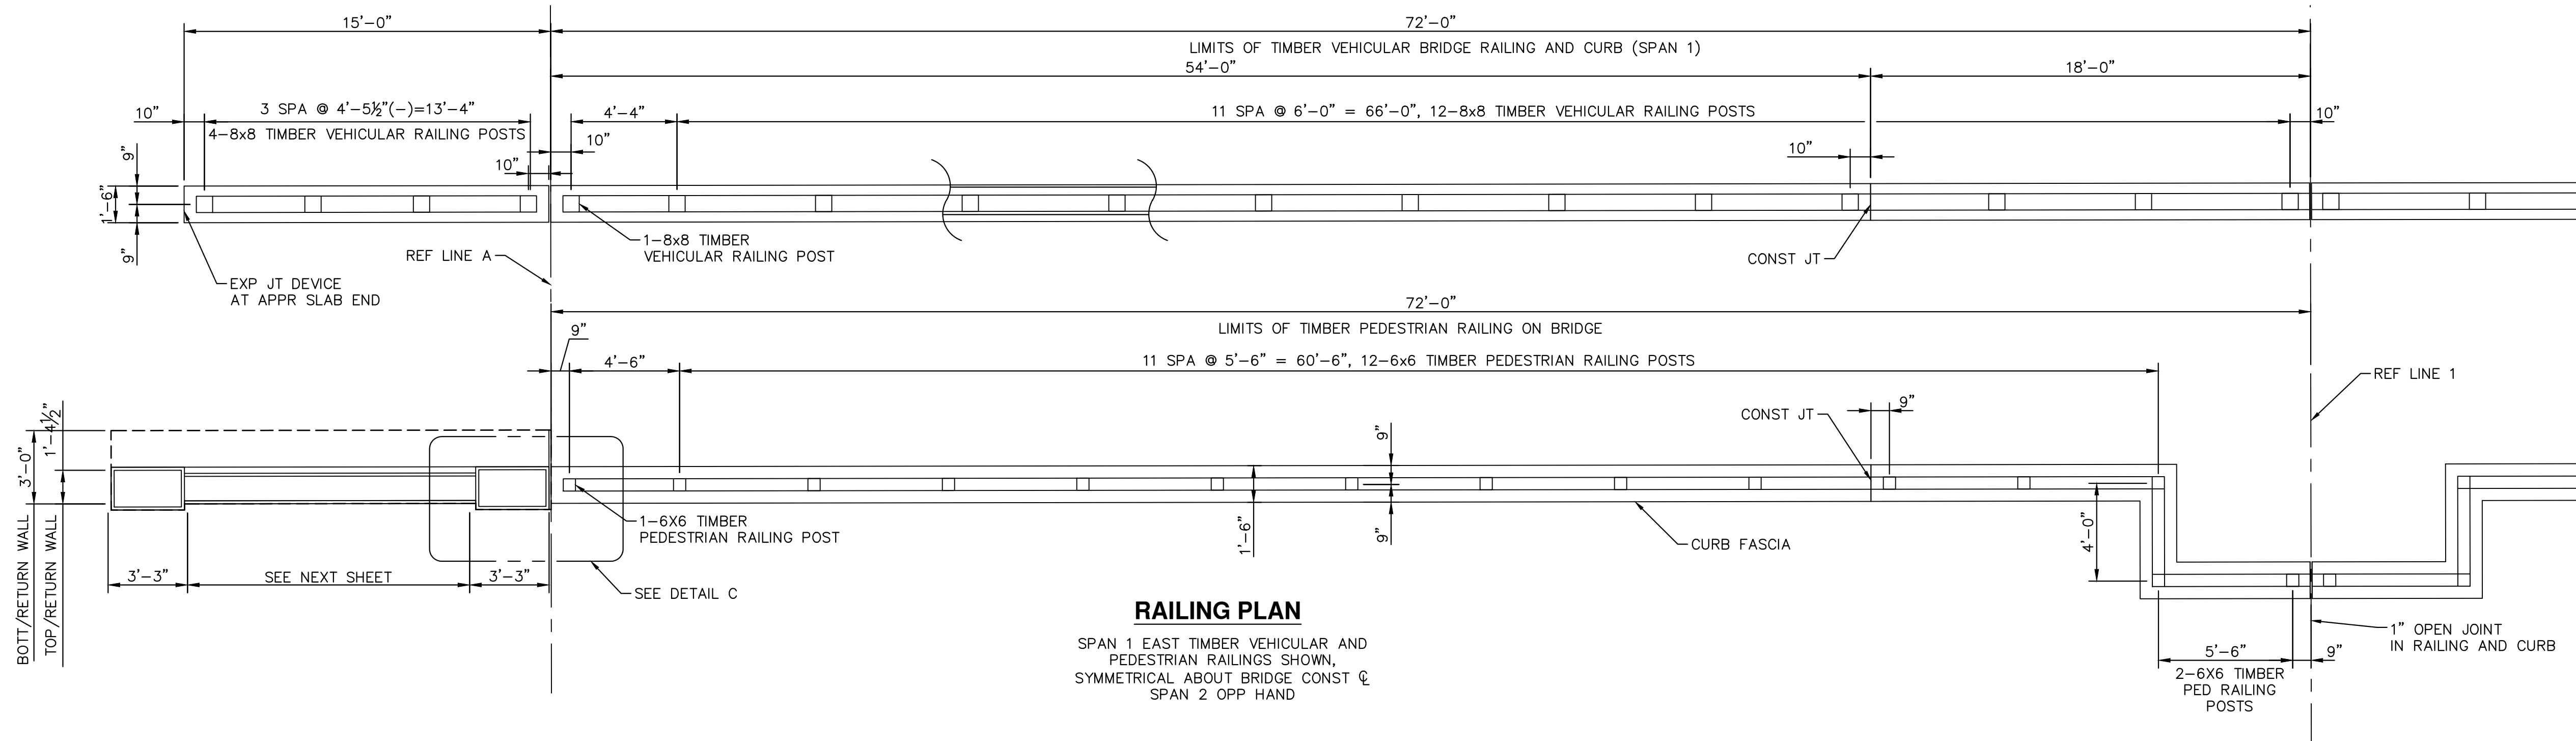 15'-0"
72'-0"
LIMITS OF TIMBER VEHICULAR BRIDGE RAILING AND CURB (SPAN 1)
54'-0"
18'-0"
10"
3 SPA @ 4'-5½"(-)=13'-4"
4-8x8 TIMBER VEHICULAR RAILING POSTS
4'-4"
11 SPA @ 6'-0" = 66'-0", 12-8x8 TIMBER VEHICULAR RAILING POSTS
10"
10"
10"
10"
9"
1'-6"
9"
1-8x8 TIMBER
VEHICULAR RAILING POST
REF LINE A
CONST JT
EXP JT DEVICE
AT APPR SLAB END
72'-0"
LIMITS OF TIMBER PEDESTRIAN RAILING ON BRIDGE
9"
4'-6"
11 SPA @ 5'-6" = 60'-6", 12-6x6 TIMBER PEDESTRIAN RAILING POSTS
REF LINE 1
CONST JT
9"
3'-0"
1'-4½"
BOTT/RETURN WALL
TOP/RETURN WALL
9"
1'-6"
9"
4'-0"
1-6X6 TIMBER
PEDESTRIAN RAILING POST
CURB FASCIA
3'-3"
SEE NEXT SHEET
3'-3"
SEE DETAIL C
RAILING PLAN
SPAN 1 EAST TIMBER VEHICULAR AND
PEDESTRIAN RAILINGS SHOWN,
SYMMETRICAL ABOUT BRIDGE CONST ℄
SPAN 2 OPP HAND
1" OPEN JOINT
IN RAILING AND CURB
5'-6"
9"
2-6X6 TIMBER
PED RAILING
POSTS